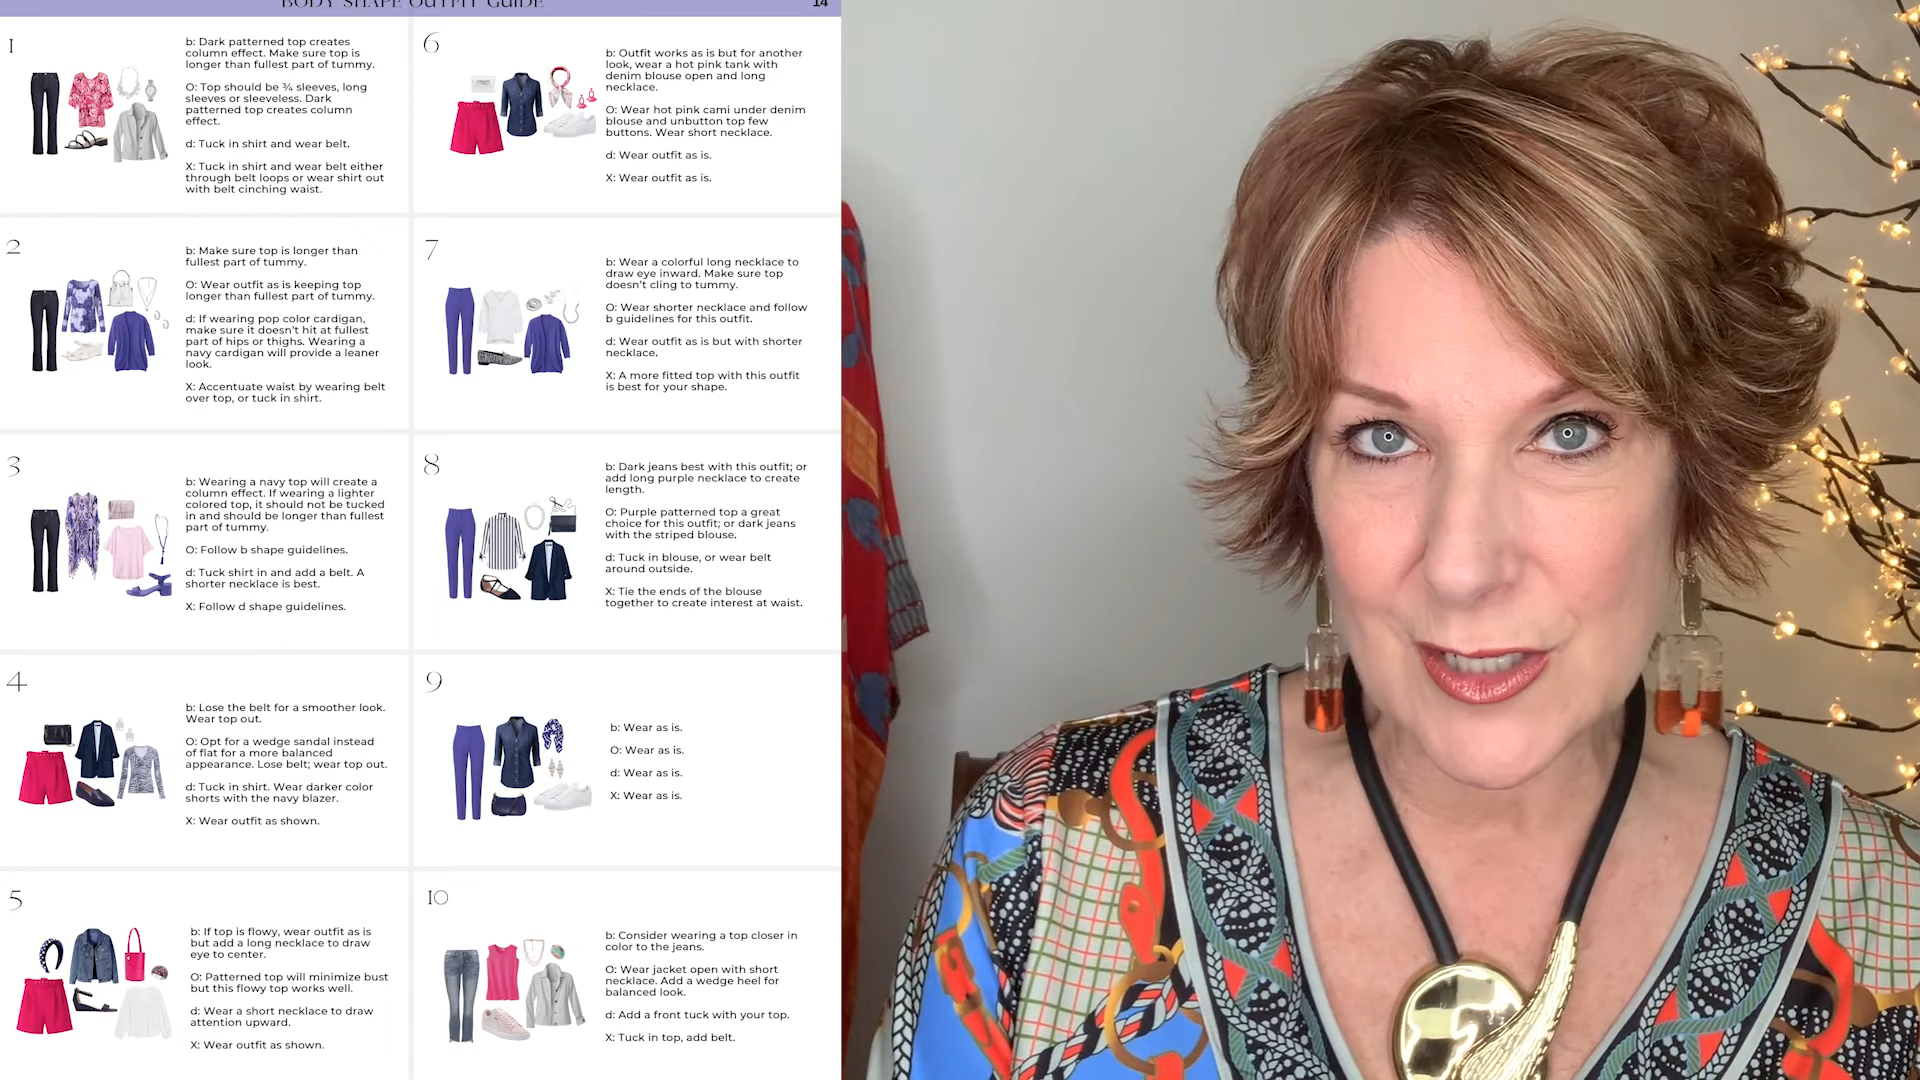 BODY SHAPE OUTFIT GUIDE
14
1
b: Dark patterned top creates
column effect. Make sure top is
longer than fullest part of tummy.
O: Top should be ¾ sleeves, long
sleeves or sleeveless. Dark
patterned top creates column
effect.
d: Tuck in shirt and wear belt.
X: Tuck in shirt and wear belt either
through belt loops or wear shirt out
with belt cinching waist.
2
b: Make sure top is longer than
fullest part of tummy.
O: Wear outfit as is keeping top
longer than fullest part of tummy.
d: If wearing pop color cardigan,
make sure it doesn't hit at fullest
part of hips or thighs. Wearing a
navy cardigan will provide a leaner
look.
X: Accentuate waist by wearing belt
over top, or tuck in shirt.
3
b: Wearing a navy top will create a
column effect. If wearing a lighter
colored top, it should not be tucked
in and should be longer than fullest
part of tummy.
O: Follow b shape guidelines.
d: Tuck shirt in and add a belt. A
shorter necklace is best.
X: Follow d shape guidelines.
4
b: Lose the belt for a smoother look.
Wear top out.
O: Opt for a wedge sandal instead
of flat for a more balanced
appearance. Lose belt; wear top out.
d: Tuck in shirt. Wear darker color
shorts with the navy blazer.
X: Wear outfit as shown.
5
b: If top is flowy, wear outfit as is
but add a long necklace to draw
eye to center.
O: Patterned top will minimize bust
but this flowy top works well.
d: Wear a short necklace to draw
attention upward.
X: Wear outfit as shown.
6
b: Outfit works as is but for another
look, wear a hot pink tank with
denim blouse open and long
necklace.
O: Wear hot pink cami under denim
blouse and unbutton top few
buttons. Wear short necklace.
d: Wear outfit as is.
X: Wear outfit as is.
7
b: Wear a colorful long necklace to
draw eye inward. Make sure top
doesn't cling to tummy.
O: Wear shorter necklace and follow
b guidelines for this outfit.
d: Wear outfit as is but with shorter
necklace.
X: A more fitted top with this outfit
is best for your shape.
8
b: Dark jeans best with this outfit; or
add long purple necklace to create
length.
O: Purple patterned top a great
choice for this outfit; or dark jeans
with the striped blouse.
d: Tuck in blouse, or wear belt
around outside.
X: Tie the ends of the blouse
together to create interest at waist.
9
b: Wear as is.
O: Wear as is.
d: Wear as is.
X: Wear as is.
10
b: Consider wearing a top closer in
color to the jeans.
O: Wear jacket open with short
necklace. Add a wedge heel for
balanced look.
d: Add a front tuck with your top.
X: Tuck in top, add belt.